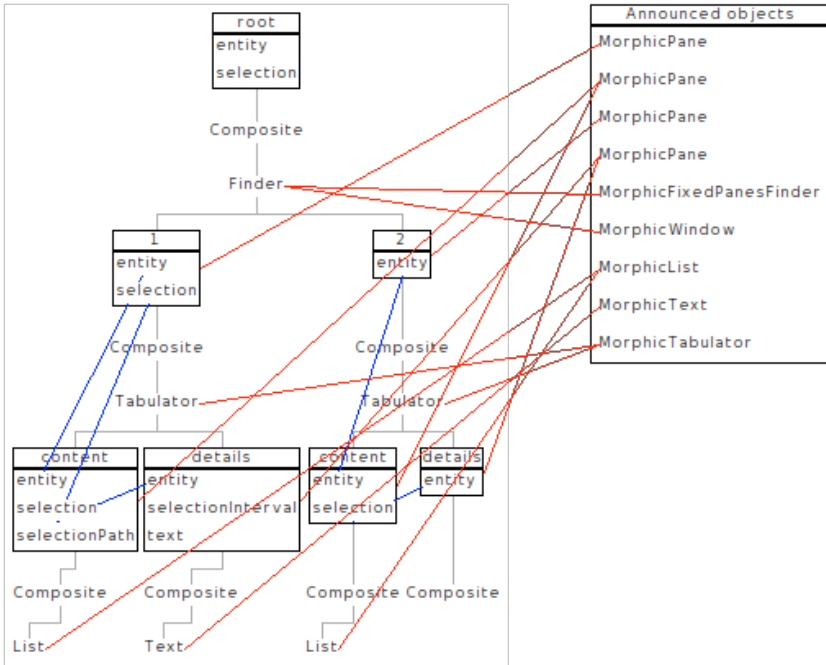 root
entity
selection
Composite
Finder
1
entity
selection
2
entity
Composite
Composite
Tabulator
Tabulator
content
entity
selection
selectionPath
details
entity
selectionInterval
text
content
entity
selection
details
entity
Composite
Composite
Composite
Composite
List
Text
List
Announced objects
MorphicPane
MorphicPane
MorphicPane
MorphicPane
MorphicFixedPanesFinder
MorphicWindow
MorphicList
MorphicText
MorphicTabulator